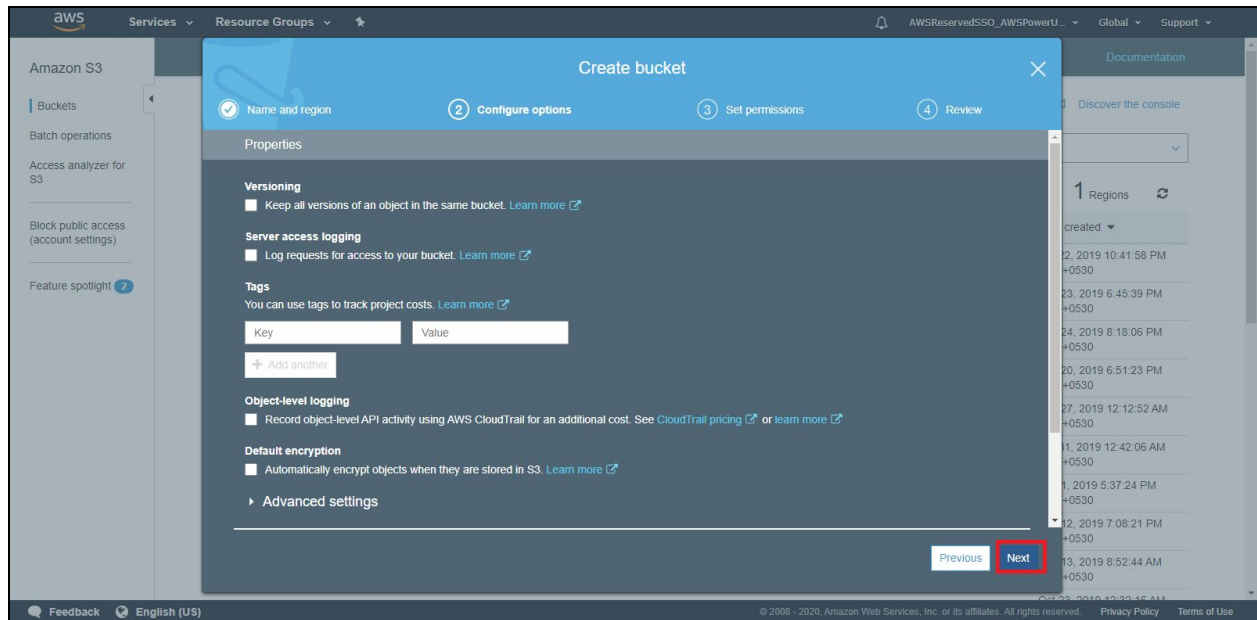 aws
Services
Resource Groups
AWSReservedSSO_AWSPowerU...
Global
Support
Amazon S3
Buckets
Batch operations
Access analyzer for
S3
Block public access
(account settings)
Feature spotlight 2
Documentation
Discover the console
1 Regions
created
22, 2019 10:41:58 PM
+0530
23, 2019 6:45:39 PM
+0530
24, 2019 8:18:06 PM
+0530
20, 2019 6:51:23 PM
+0530
27, 2019 12:12:52 AM
+0530
31, 2019 12:42:06 AM
+0530
1, 2019 5:37:24 PM
+0530
12, 2019 7:08:21 PM
+0530
13, 2019 8:52:44 AM
+0530
Create bucket
Name and region
2 Configure options
3 Set permissions
4 Review
Properties
Versioning
Keep all versions of an object in the same bucket. Learn more
Server access logging
Log requests for access to your bucket. Learn more
Tags
You can use tags to track project costs. Learn more
Key
Value
+ Add another
Object-level logging
Record object-level API activity using AWS CloudTrail for an additional cost. See CloudTrail pricing or learn more
Default encryption
Automatically encrypt objects when they are stored in S3. Learn more
Advanced settings
Previous
Next
Feedback
English (US)
© 2008 - 2020, Amazon Web Services, Inc. or its affiliates. All rights reserved.
Privacy Policy
Terms of Use